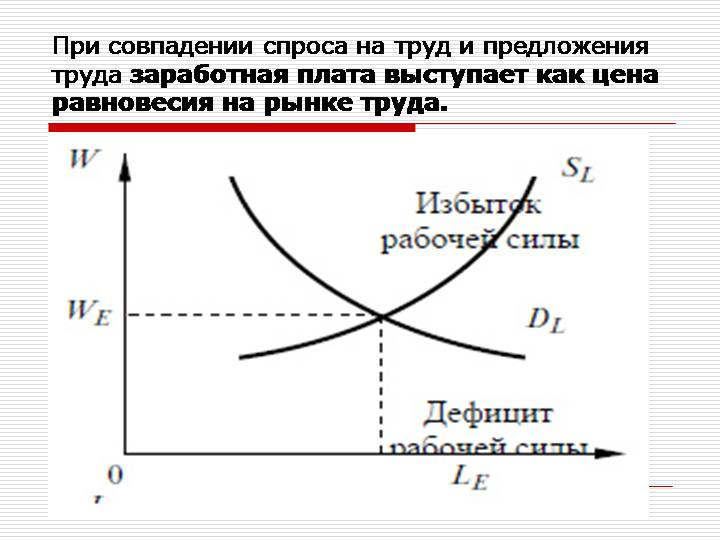 При совпадении спроса на труд и предложения
труда заработная плата выступает как цена
равновесия на рынке труда.
W
S_L
Избыток
рабочей силы
W_E
D_L
Дефицит
рабочей силы
0
L_E